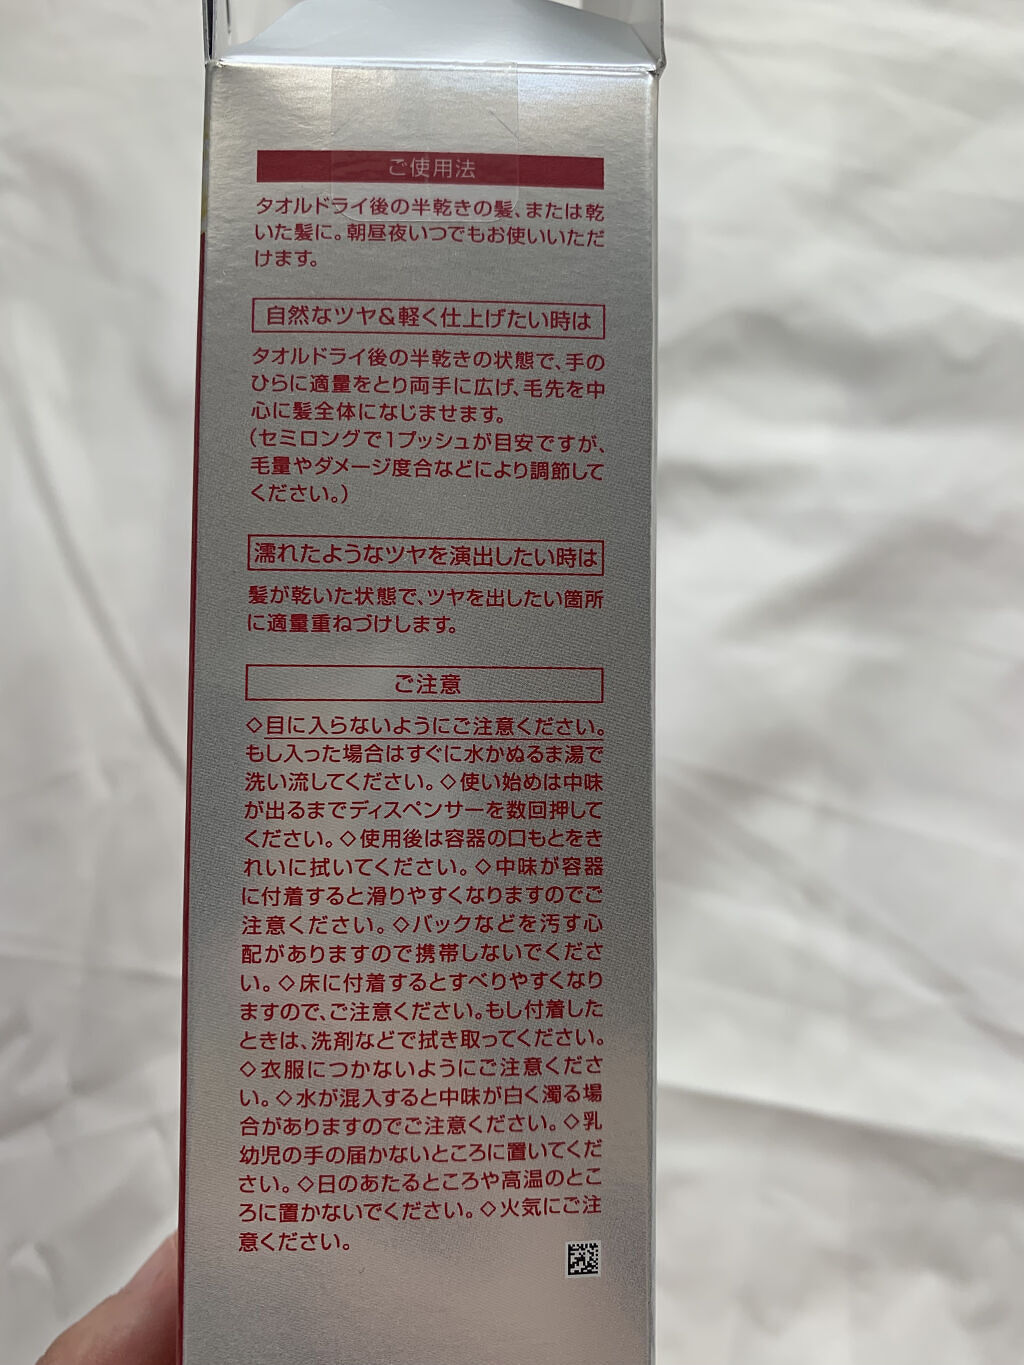 ご使用法
タオルドライ後の半乾きの髪、または乾
いた髪に。朝昼夜いつでもお使いいただ
けます。
自然なツヤ&軽く仕上げたい時は
タオルドライ後の半乾きの状態で、手の
ひらに適量をとり両手に広げ、毛先を中
心に髪全体になじませます。
(セミロングで1プッシュが目安ですが、
毛量やダメージ度合などにより調節して
ください。)
濡れたようなツヤを演出したい時は
髪が乾いた状態で、ツヤを出したい箇所
に適量重ねづけします。
ご注意
◇目に入らないようにご注意ください。
もし入った場合はすぐに水かぬるま湯で
洗い流してください。◇使い始めは中味
が出るまでディスペンサーを数回押して
ください。◇使用後は容器の口もとをき
れいに拭いてください。◇中味が容器
に付着すると滑りやすくなりますのでご
注意ください。◇バックなどを汚す心
配がありますので携帯しないでくださ
い。◇床に付着するとすべりやすくなり
ますので、ご注意ください。もし付着した
ときは、洗剤などで拭き取ってください。
◇衣服につかないようにご注意くださ
い。◇水が混入すると中味が白く濁る場
合がありますのでご注意ください。◇乳
幼児の手の届かないところに置いてくだ
さい。◇日のあたるところや高温のとこ
ろに置かないでください。◇火気にご注
意ください。